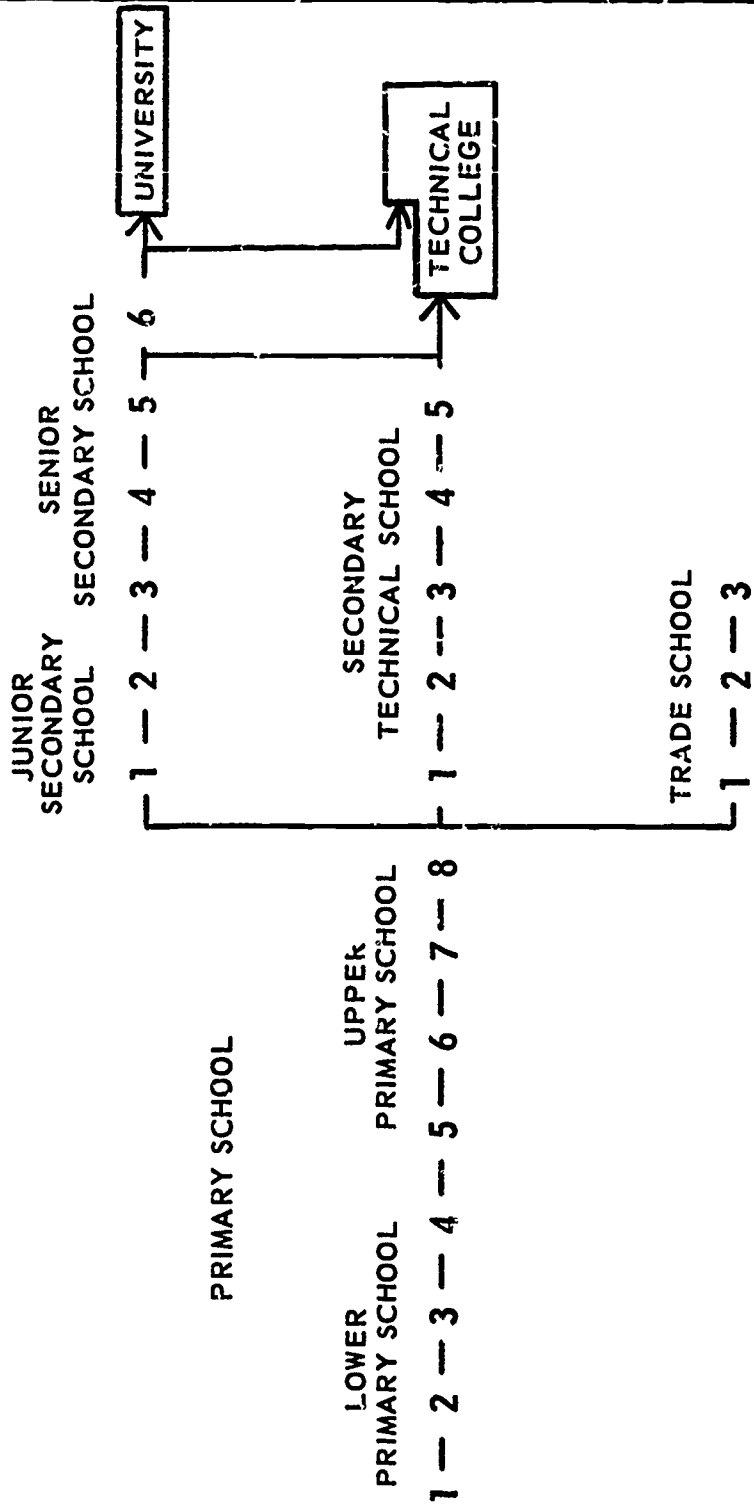 JUNIOR
SECONDARY
SCHOOL
SENIOR
SECONDARY SCHOOL
1 — 2 — 3 — 4 — 5 — 6
UNIVERSITY
PRIMARY SCHOOL
LOWER
PRIMARY SCHOOL
UPPER
PRIMARY SCHOOL
1 — 2 — 3 — 4 — 5 — 6 — 7 — 8
SECONDARY
TECHNICAL SCHOOL
1 — 2 — 3 — 4 — 5
TECHNICAL
COLLEGE
TRADE SCHOOL
1 — 2 — 3